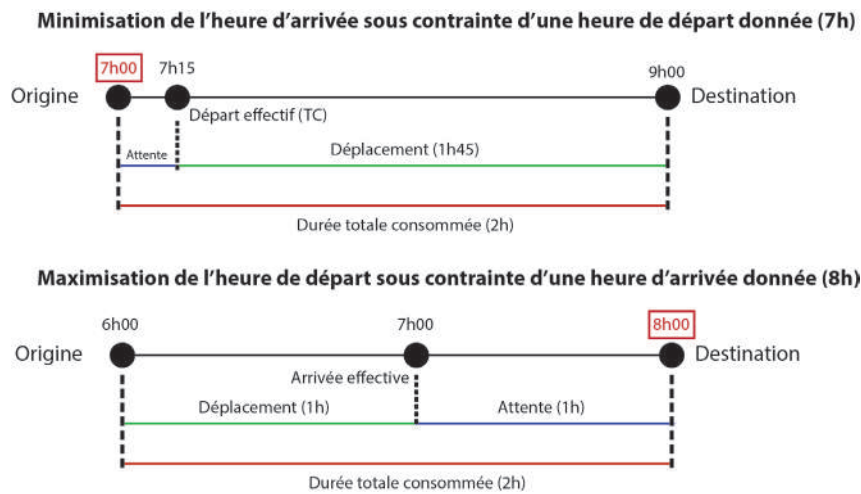 Minimisation de l'heure d'arrivée sous contrainte d'une heure de départ donnée (7h)
7h00 7h15 9h00
Origine Destination
Départ effectif (TC)
Attente Déplacement (1h45)
Durée totale consommée (2h)
Maximisation de l'heure de départ sous contrainte d'une heure d'arrivée donnée (8h)
6h00 7h00 8h00
Origine Destination
Arrivée effective
Déplacement (1h) Attente (1h)
Durée totale consommée (2h)